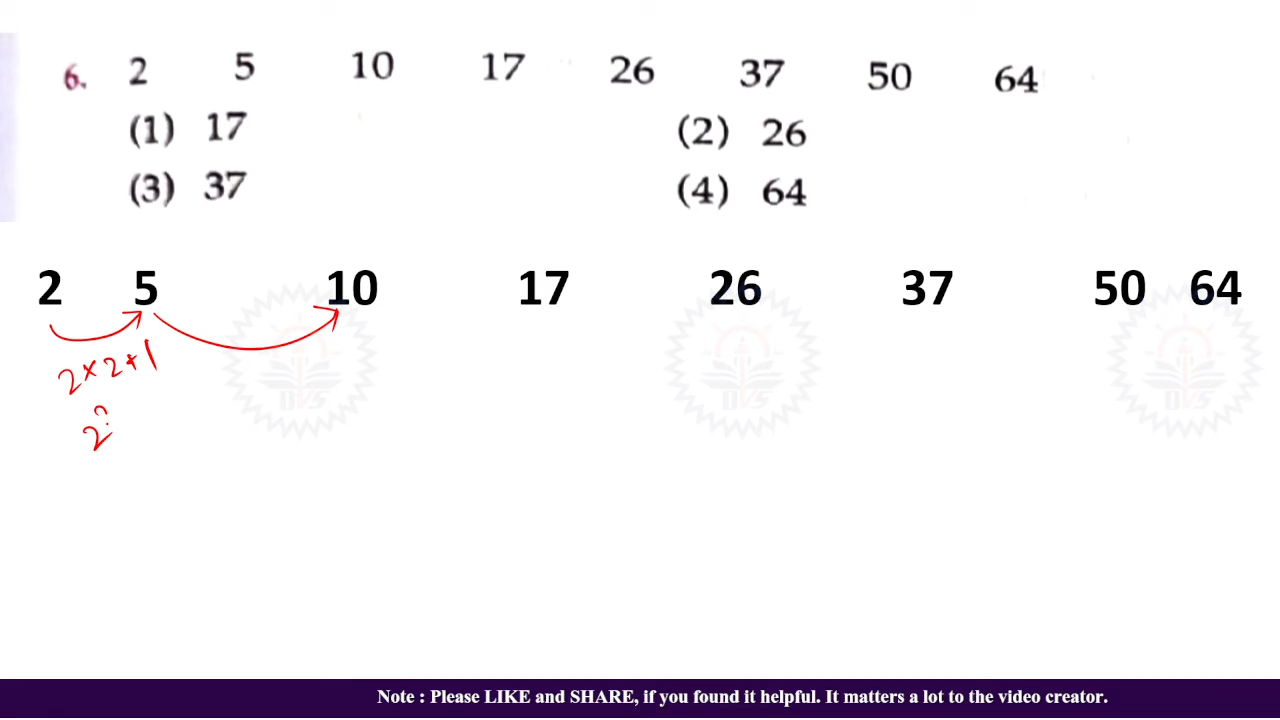 6. 2 5 10 17 26 37 50 64
(1) 17 (2) 26
(3) 37 (4) 64
2 5 10 17 26 37 50 64
2×2+1
2?
Note : Please LIKE and SHARE, if you found it helpful. It matters a lot to the video creator.